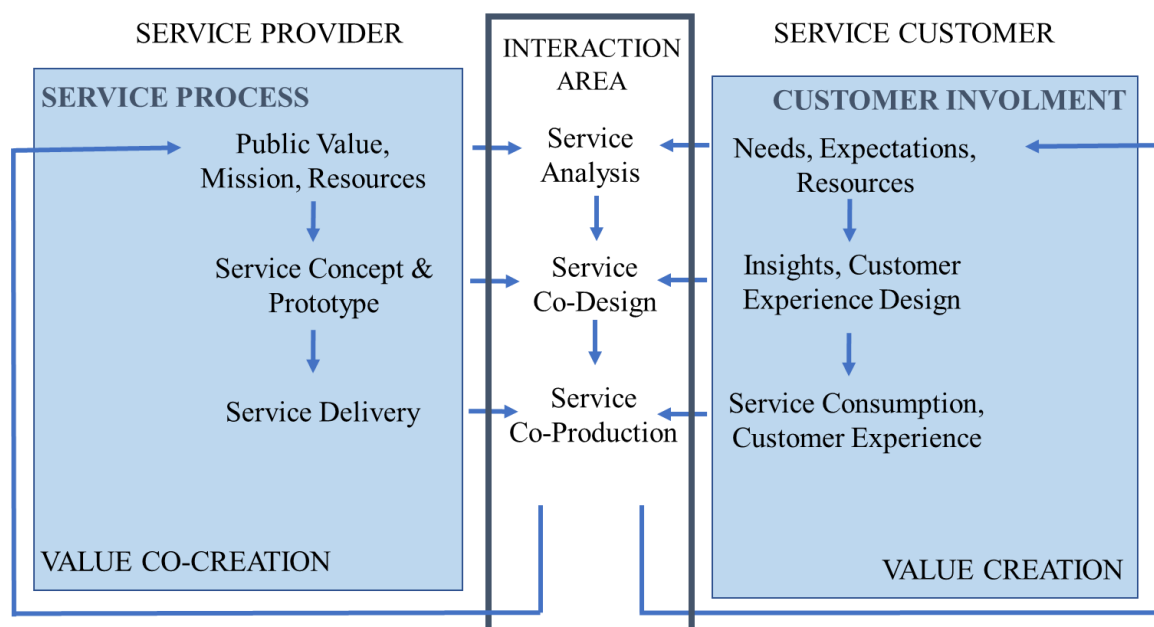 SERVICE PROVIDER
SERVICE PROCESS
Public Value,
Mission, Resources
Service Concept &
Prototype
Service Delivery
VALUE CO-CREATION
INTERACTION
AREA
Service
Analysis
Service
Co-Design
Service
Co-Production
SERVICE CUSTOMER
CUSTOMER INVOLMENT
Needs, Expectations,
Resources
Insights, Customer
Experience Design
Service Consumption,
Customer Experience
VALUE CREATION